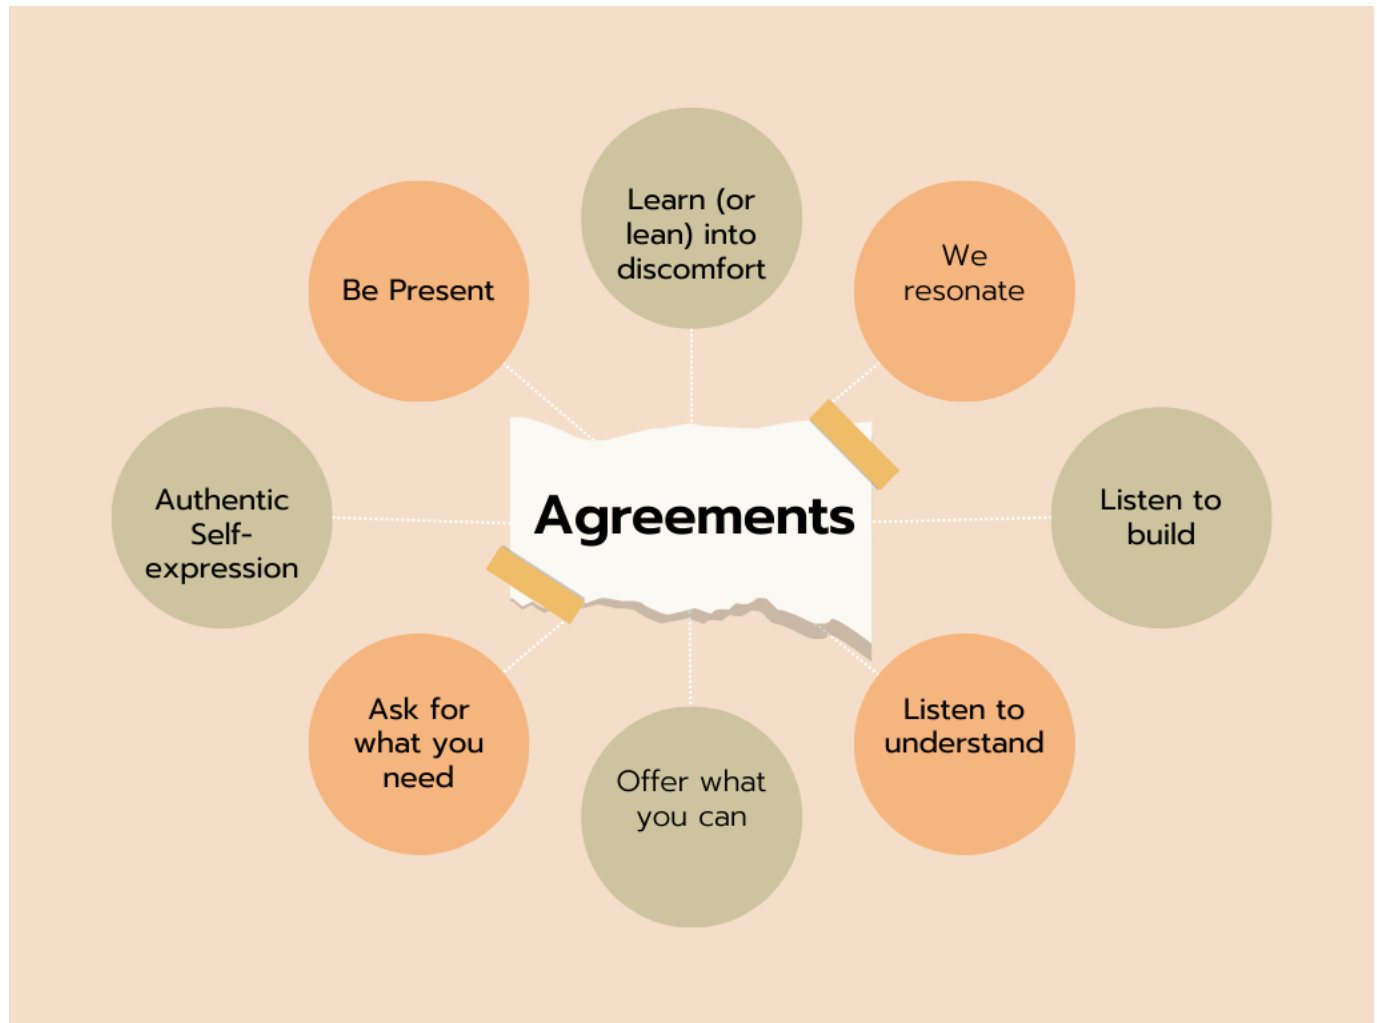 Learn (or
lean) into
discomfort
Be Present
We
resonate
Authentic
Self-
expression
Agreements
Listen to
build
Ask for
what you
need
Offer what
you can
Listen to
understand